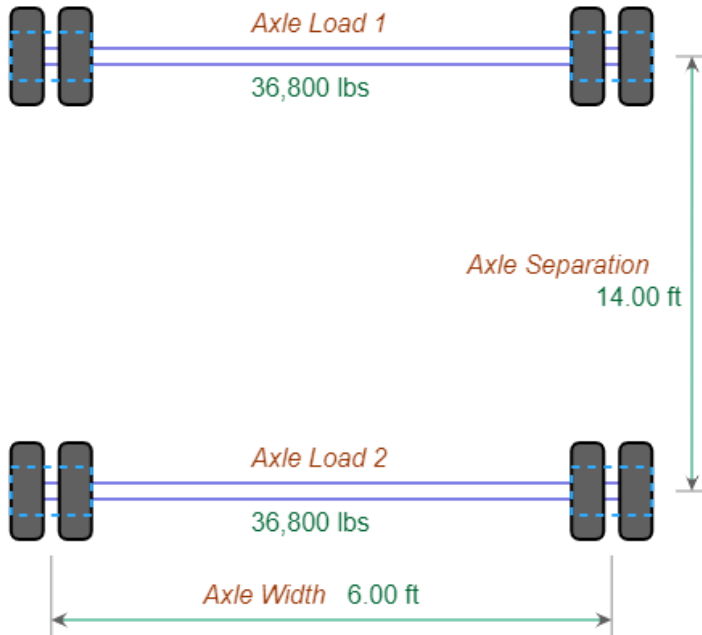 Axle Load 1
36,800 lbs
Axle Separation
14.00 ft
Axle Load 2
36,800 lbs
Axle Width 6.00 ft